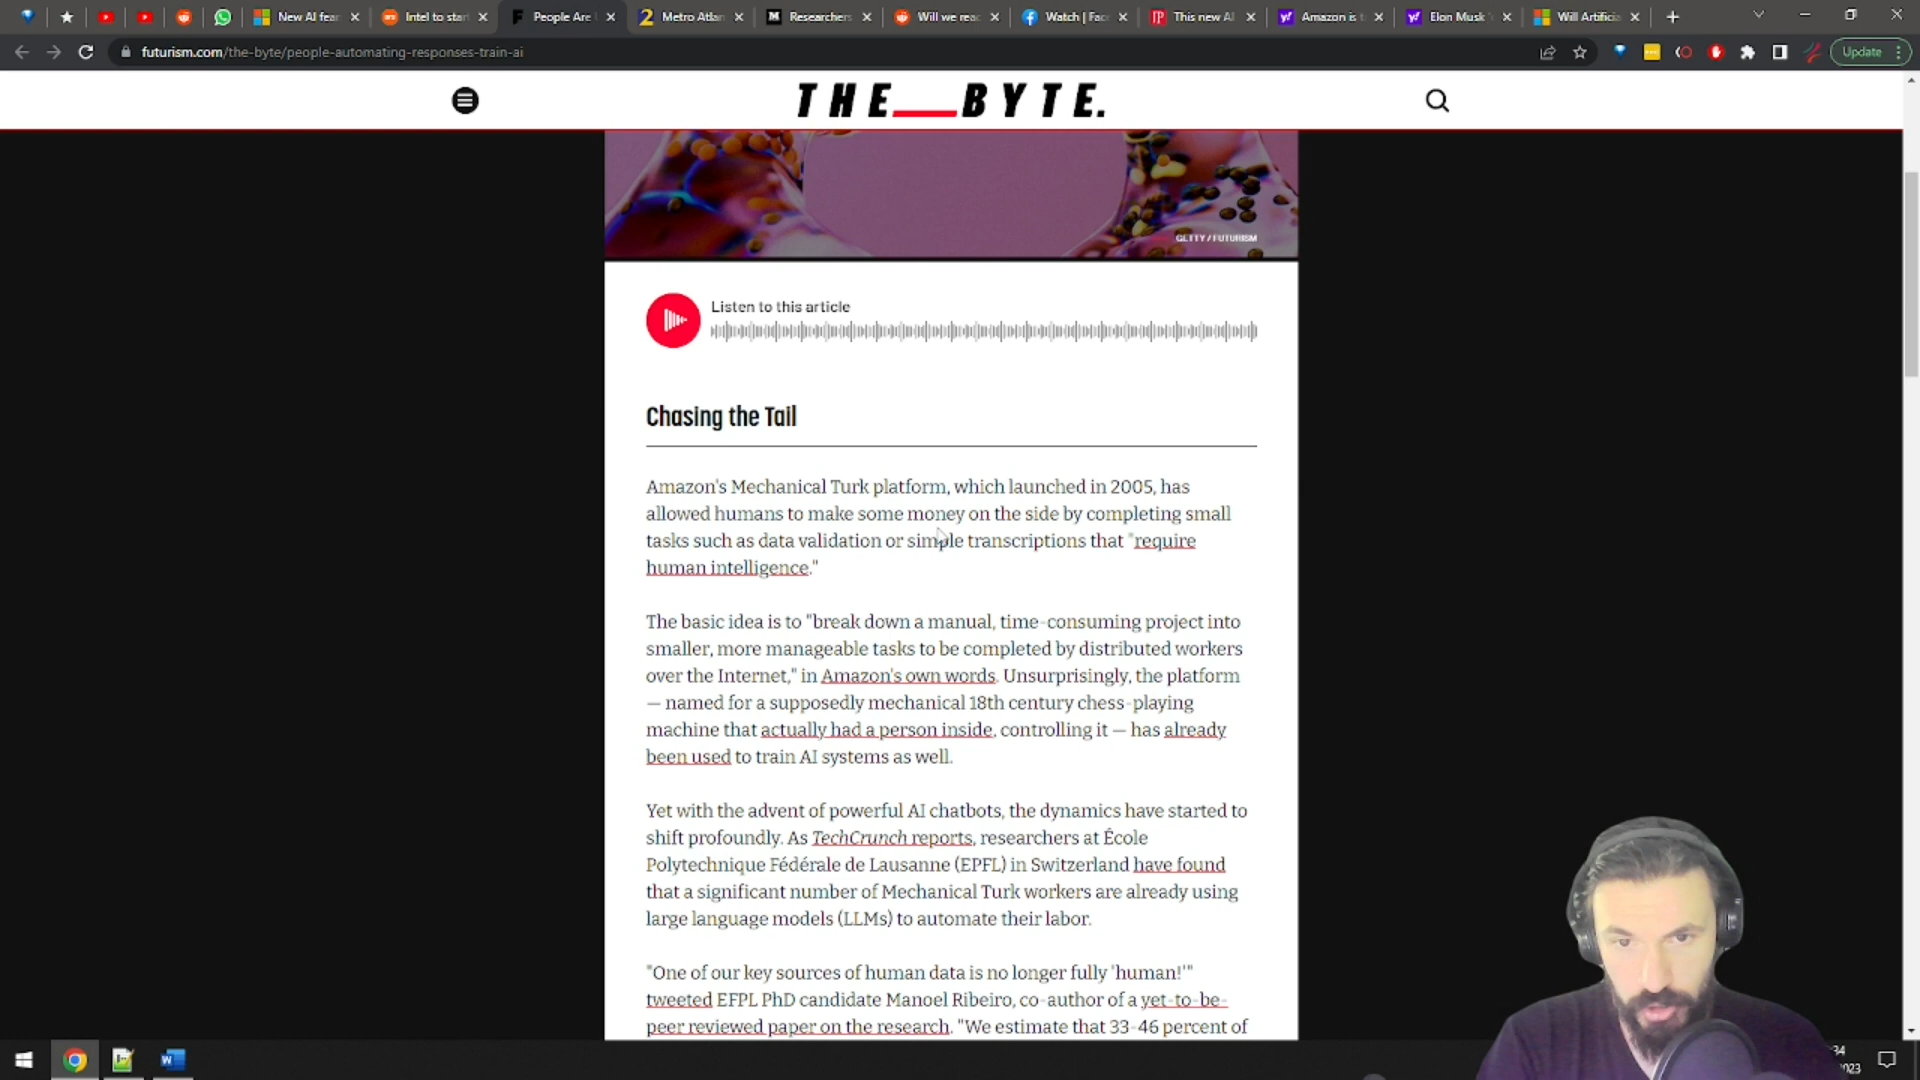 New AI fear
Intel to star
People Are
Metro Atlan
Researchers
Will we rea
Watch | Fac
This new AI
Amazon is t
Elon Musk
Will Artificia
futurism.com/the-byte/people-automating-responses-train-ai
Update
THE__BYTE.
GETTY / FUTURISM
Listen to this article
Chasing the Tail
Amazon's Mechanical Turk platform, which launched in 2005, has
allowed humans to make some money on the side by completing small
tasks such as data validation or simple transcriptions that "require
human intelligence."
The basic idea is to "break down a manual, time-consuming project into
smaller, more manageable tasks to be completed by distributed workers
over the Internet," in Amazon's own words. Unsurprisingly, the platform
— named for a supposedly mechanical 18th century chess-playing
machine that actually had a person inside, controlling it — has already
been used to train AI systems as well.
Yet with the advent of powerful AI chatbots, the dynamics have started to
shift profoundly. As TechCrunch reports, researchers at École
Polytechnique Fédérale de Lausanne (EPFL) in Switzerland have found
that a significant number of Mechanical Turk workers are already using
large language models (LLMs) to automate their labor.
"One of our key sources of human data is no longer fully 'human!'"
tweeted EFPL PhD candidate Manoel Ribeiro, co-author of a yet-to-be-
peer reviewed paper on the research. "We estimate that 33-46 percent of
34
023